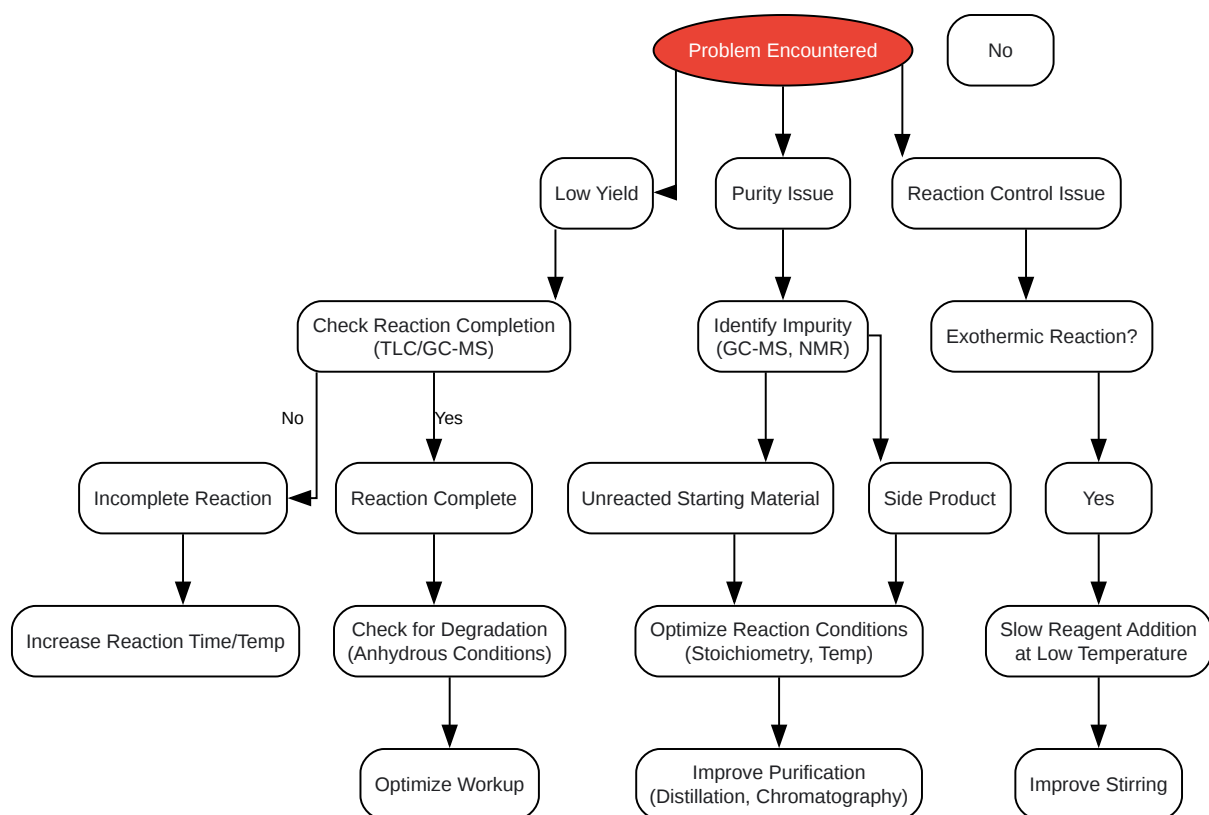 Problem Encountered
No
Low Yield
Purity Issue
Reaction Control Issue
Check Reaction Completion
(TLC/GC-MS)
Identify Impurity
(GC-MS, NMR)
Exothermic Reaction?
No
Yes
Incomplete Reaction
Reaction Complete
Unreacted Starting Material
Side Product
Yes
Increase Reaction Time/Temp
Check for Degradation
(Anhydrous Conditions)
Optimize Reaction Conditions
(Stoichiometry, Temp)
Slow Reagent Addition
at Low Temperature
Optimize Workup
Improve Purification
(Distillation, Chromatography)
Improve Stirring